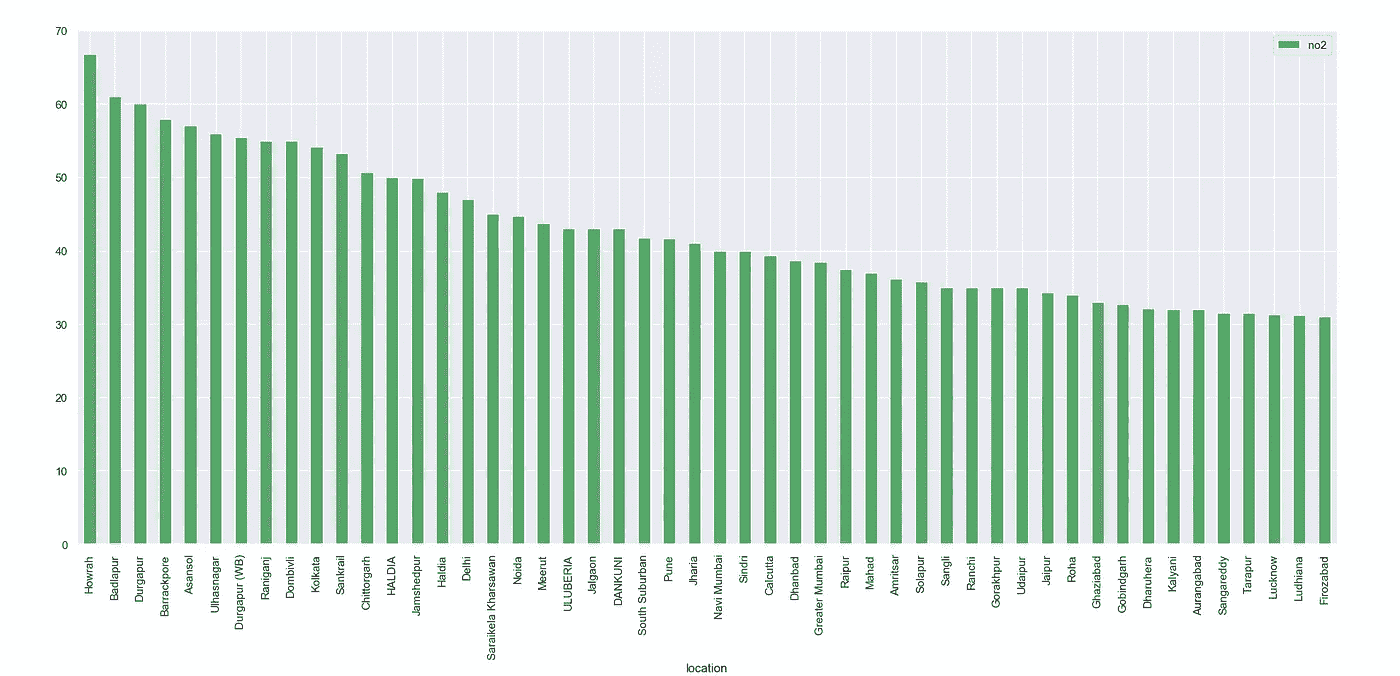 70
60
50
40
30
20
10
0
no2
Howrah
Badlapur
Durgapur
Barrackpore
Asansol
Ulhasnagar
Durgapur (WB)
Raniganj
Dombivli
Kolkata
Sankrail
Chittorgarh
HALDIA
Jamshedpur
Haldia
Delhi
Saraikela Kharsawan
Noida
Meerut
ULUBERIA
Jalgaon
DANKUNI
South Suburban
Pune
Jharia
Navi Mumbai
Sindri
Calcutta
Dhanbad
Greater Mumbai
Raipur
Mahad
Amritsar
Solapur
Sangli
Ranchi
Gorakhpur
Udaipur
Jaipur
Roha
Ghaziabad
Gobindgarh
Dharuhera
Kalyani
Aurangabad
Sangareddy
Tarapur
Lucknow
Ludhiana
Firozabad
location